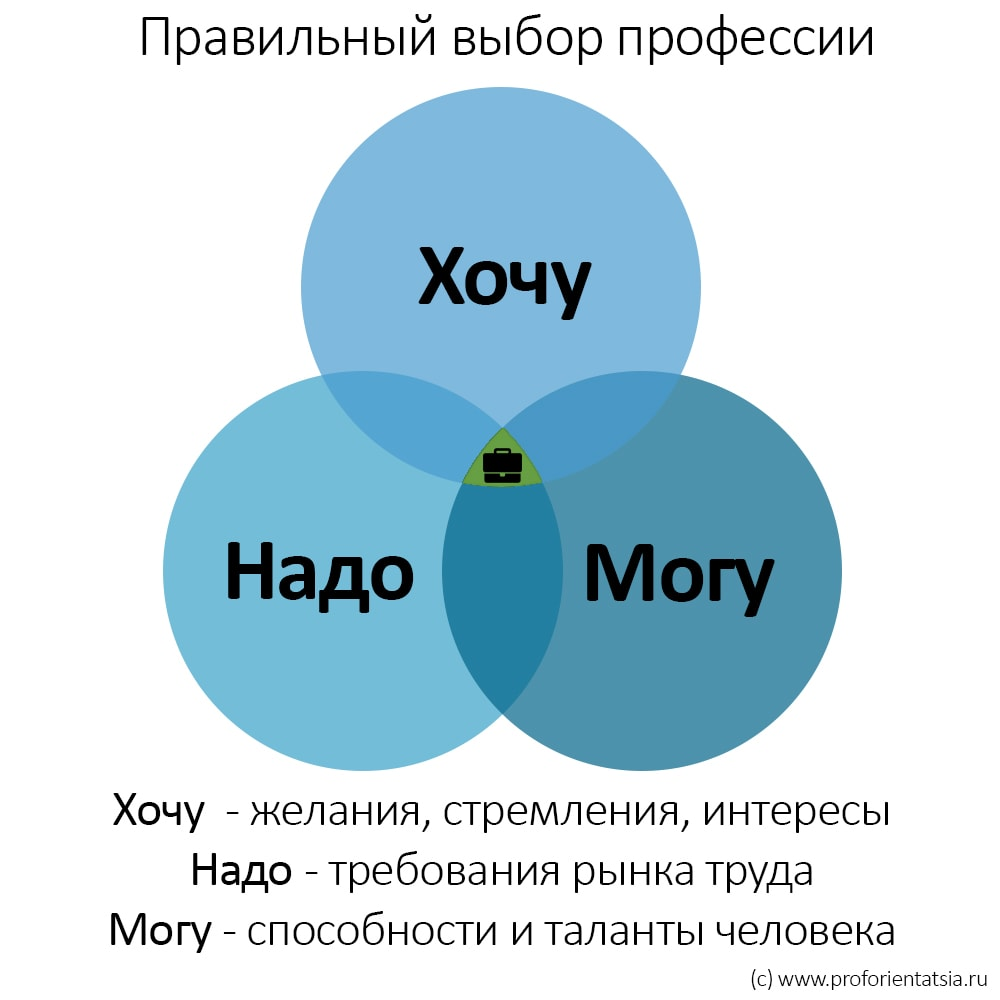 Правильный выбор профессии
Хочу
Надо
Могу
Хочу - желания, стремления, интересы
Надо - требования рынка труда
Могу - способности и таланты человека
(c) www.proforientatsia.ru